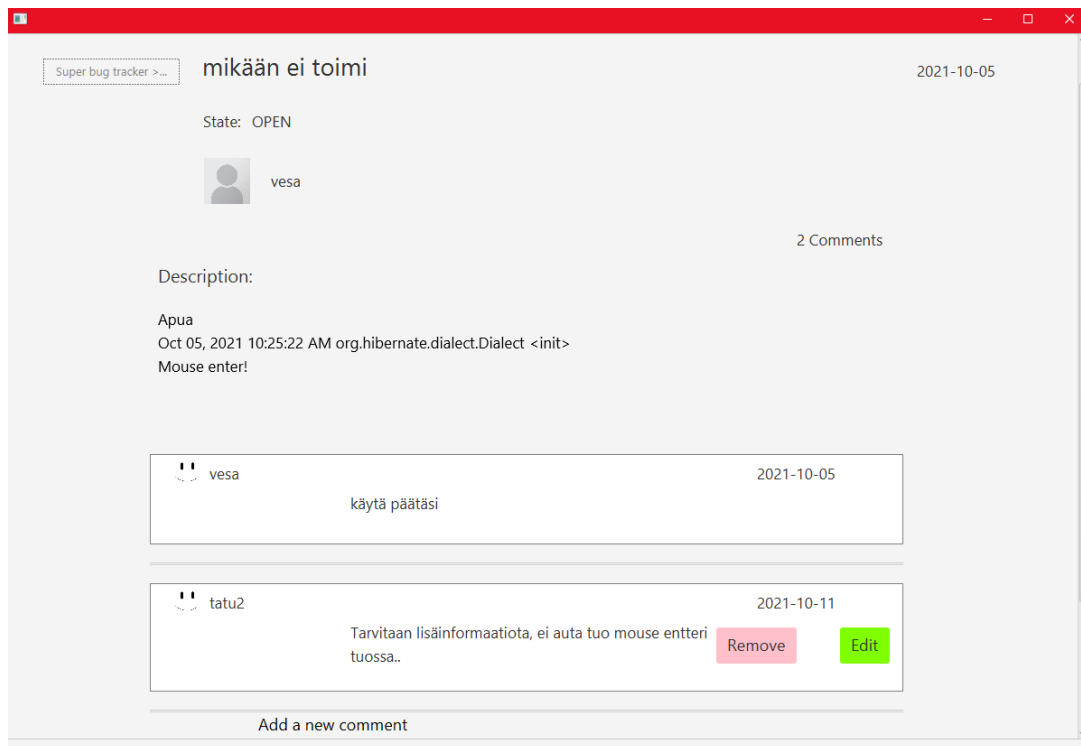 Super bug tracker >...
mikään ei toimi
2021-10-05
State: OPEN
vesa
2 Comments
Description:
Apua
Oct 05, 2021 10:25:22 AM org.hibernate.dialect.Dialect <init>
Mouse enter!
vesa
2021-10-05
käytä päätäsi
tatu2
2021-10-11
Tarvitaan lisäinformaatiota, ei auta tuo mouse entteri
tuossa..
Remove
Edit
Add a new comment